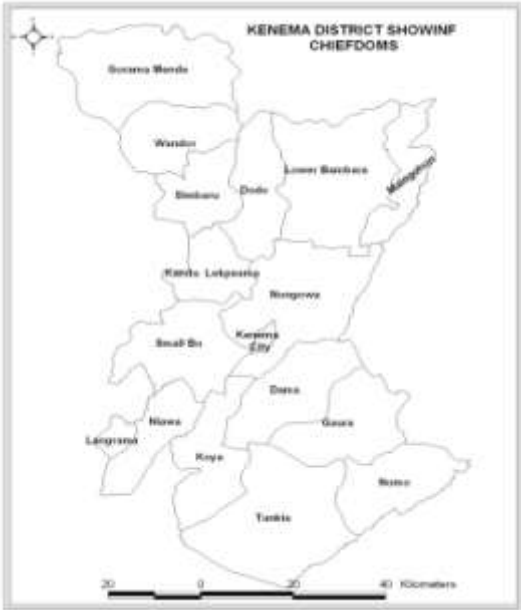 KENEMA DISTRICT SHOWINF
CHIEFDOMS
Gorama Mende
Wandor
Simbaru
Dodo
Lower Bambara
Malegohun
Kandu Lekpeama
Nongowa
Kenema
City
Small Bo
Dama
Gaura
Niawa
Langrama
Koya
Nomo
Tunkia
20 0 20 40 Kilometers